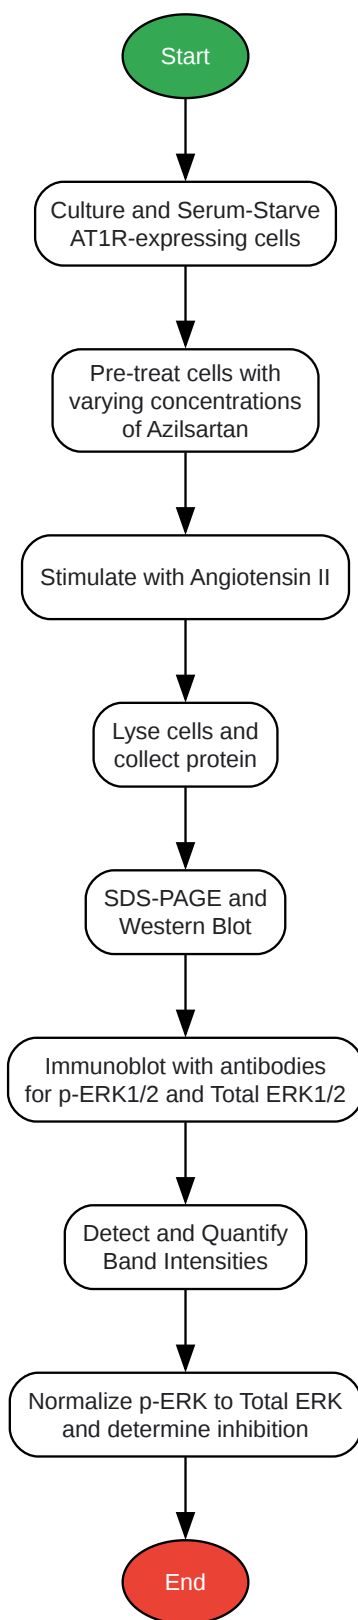 Start
Culture and Serum-Starve
AT1R-expressing cells
Pre-treat cells with
varying concentrations
of Azilsartan
Stimulate with Angiotensin II
Lyse cells and
collect protein
SDS-PAGE and
Western Blot
Immunoblot with antibodies
for p-ERK1/2 and Total ERK1/2
Detect and Quantify
Band Intensities
Normalize p-ERK to Total ERK
and determine inhibition
End